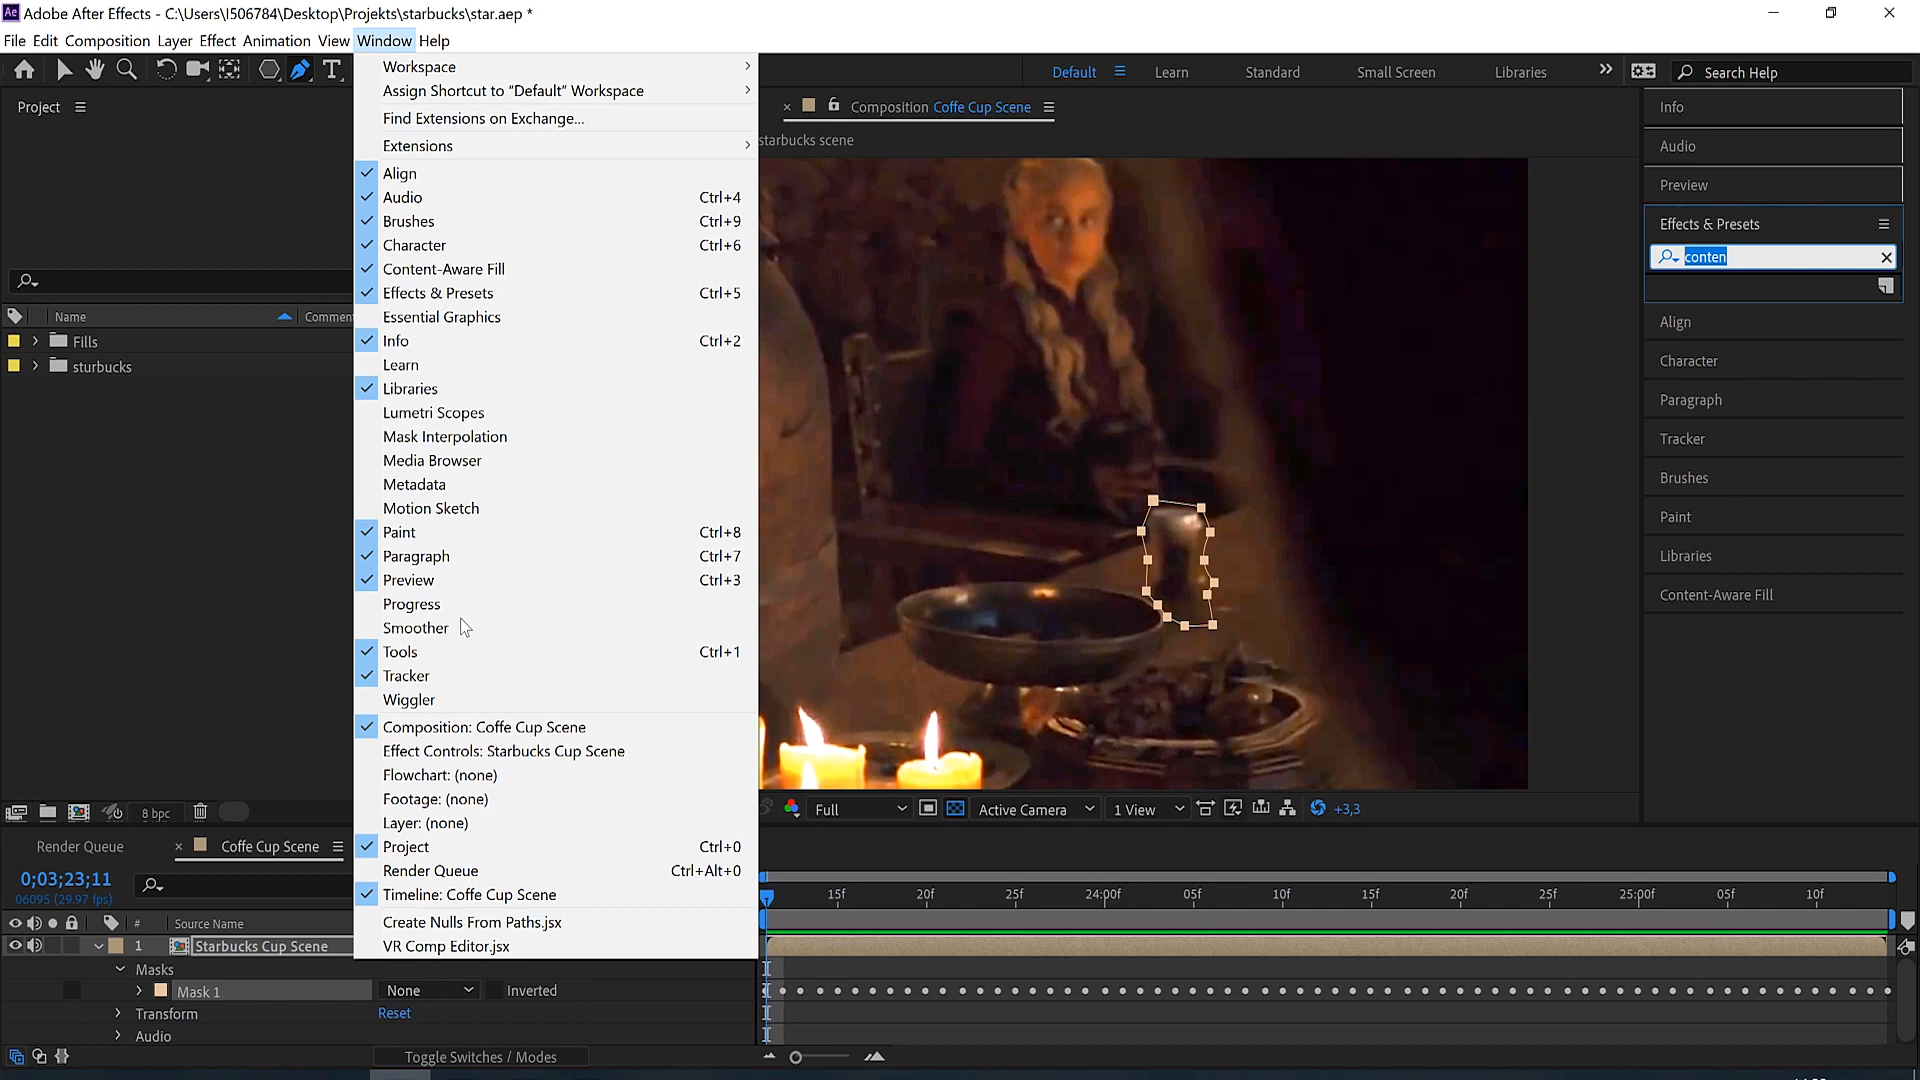 Adobe After Effects - C:\Users\I506784\Desktop\Projekts\starbucks\star.aep *
File Edit Composition Layer Effect Animation View Window Help
Default
Learn
Standard
Small Screen
Libraries
Search Help
Project
Name
Comment
Fills
sturbucks
8 bpc
Workspace
Assign Shortcut to “Default” Workspace
Find Extensions on Exchange...
Extensions
Align
Audio Ctrl+4
Brushes Ctrl+9
Character Ctrl+6
Content-Aware Fill
Effects & Presets Ctrl+5
Essential Graphics
Info Ctrl+2
Learn
Libraries
Lumetri Scopes
Mask Interpolation
Media Browser
Metadata
Motion Sketch
Paint Ctrl+8
Paragraph Ctrl+7
Preview Ctrl+3
Progress
Smoother
Tools Ctrl+1
Tracker
Wiggler
Composition: Coffe Cup Scene
Effect Controls: Starbucks Cup Scene
Flowchart: (none)
Footage: (none)
Layer: (none)
Project Ctrl+0
Render Queue Ctrl+Alt+0
Timeline: Coffe Cup Scene
Create Nulls From Paths.jsx
VR Comp Editor.jsx
Composition Coffe Cup Scene
starbucks scene
Full
Active Camera
1 View
+3,3
Info
Audio
Preview
Effects & Presets
conten
Align
Character
Paragraph
Tracker
Brushes
Paint
Libraries
Content-Aware Fill
Render Queue
Coffe Cup Scene
0;03;23;11
06095 (29.97 fps)
# Source Name
1 Starbucks Cup Scene
Masks
Mask 1 None Inverted
Transform Reset
Audio
Toggle Switches / Modes
15f 20f 25f 24:00f 05f 10f 15f 20f 25f 25:00f 05f 10f